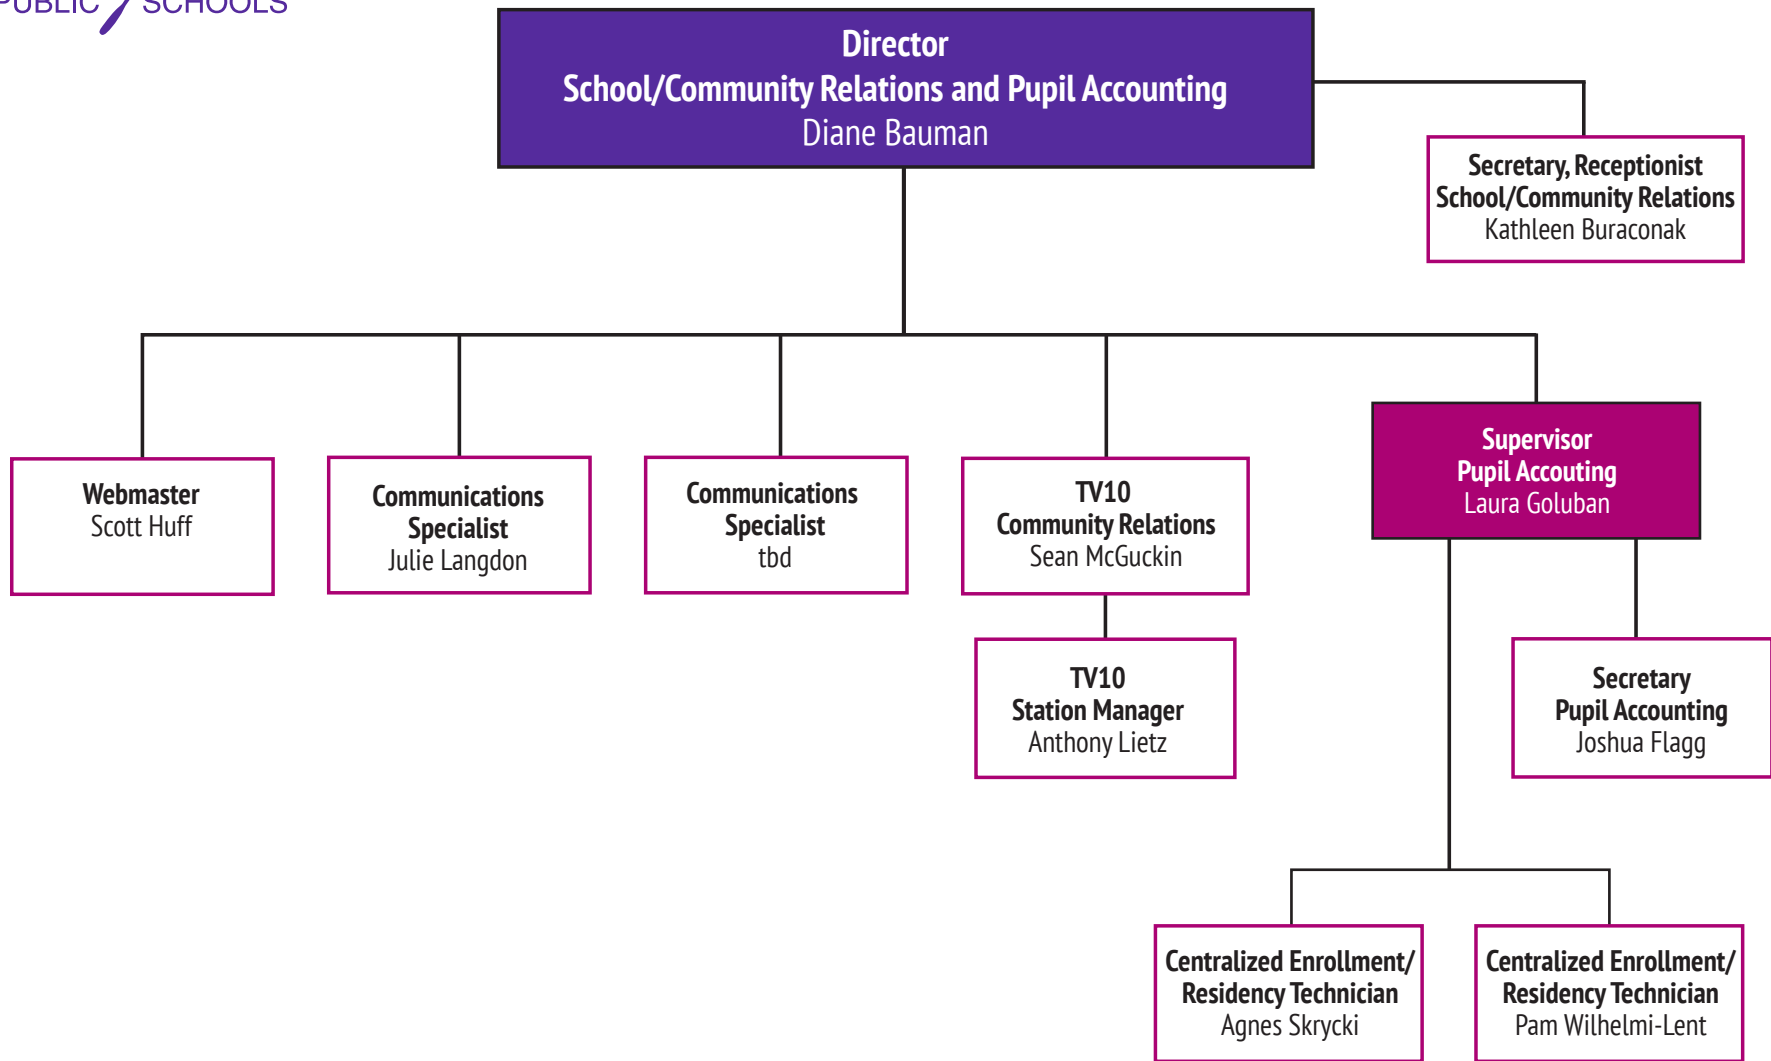 PUBLIC SCHOOLS
Director
School/Community Relations and Pupil Accounting
Diane Bauman
Secretary, Receptionist
School/Community Relations
Kathleen Buraconak
Webmaster
Scott Huff
Communications
Specialist
Julie Langdon
Communications
Specialist
tbd
TV10
Community Relations
Sean McGuckin
Supervisor
Pupil Accouting
Laura Goluban
TV10
Station Manager
Anthony Lietz
Secretary
Pupil Accounting
Joshua Flagg
Centralized Enrollment/
Residency Technician
Agnes Skrycki
Centralized Enrollment/
Residency Technician
Pam Wilhelmi-Lent